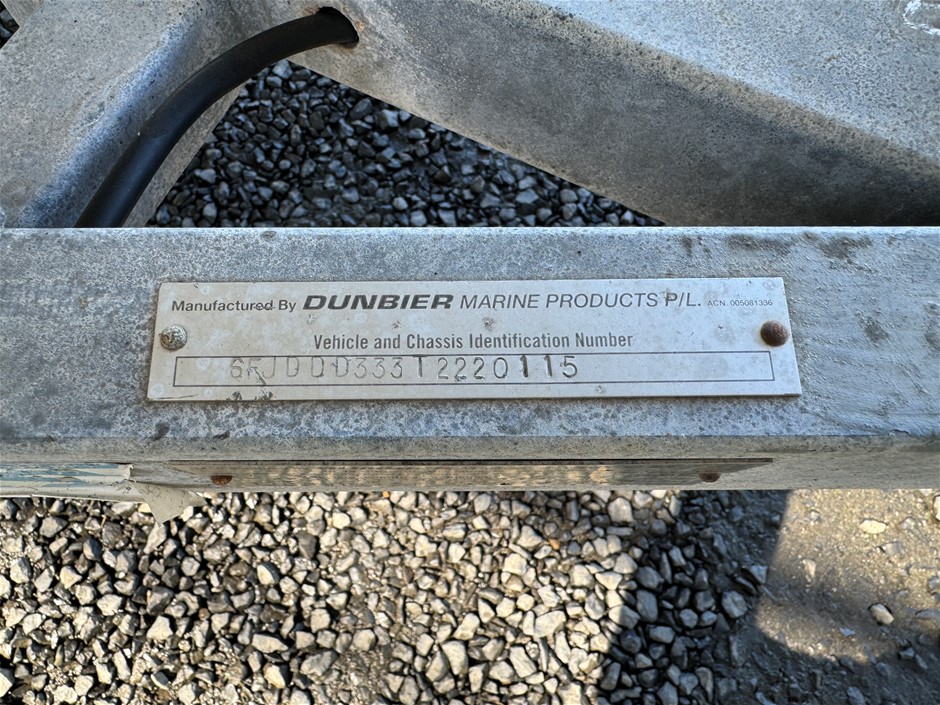 Manufactured By DUNBIER MARINE PRODUCTS P/L. ACN 005081336
Vehicle and Chassis Identification Number
6FJDDD333T2220115